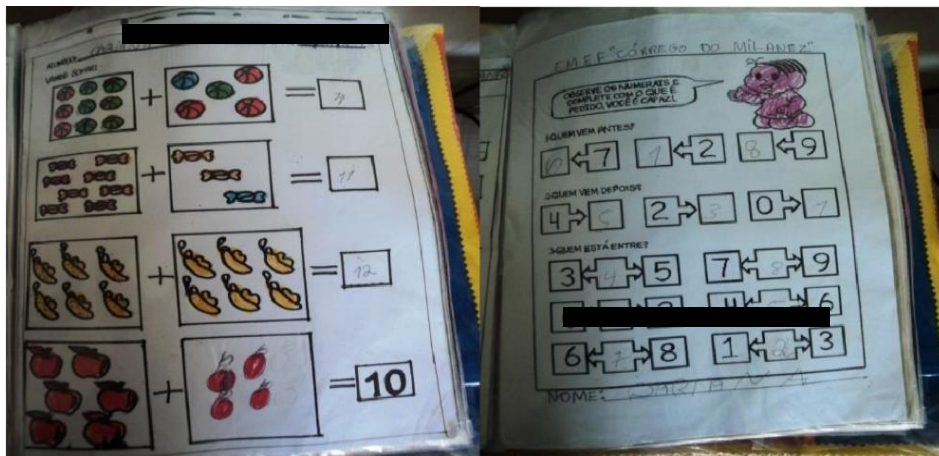 VAMOS SOMAR
+ =
+ = 11
+ = 12
+ = 10
EMEF "CÓRREGO DO MILANEZ"
OBSERVE OS NUMERAIS E
COMPLETE COM O QUE É
PEDIDO, VOCÊ É CAPAZ!
1-QUEM VEM ANTES?
6 7 1 2 8 9
2-QUEM VEM DEPOIS?
4 5 2 3 0 1
3-QUEM ESTÁ ENTRE?
3 4 5 7 8 9
6
6 7 8 1 2 3
NOME: